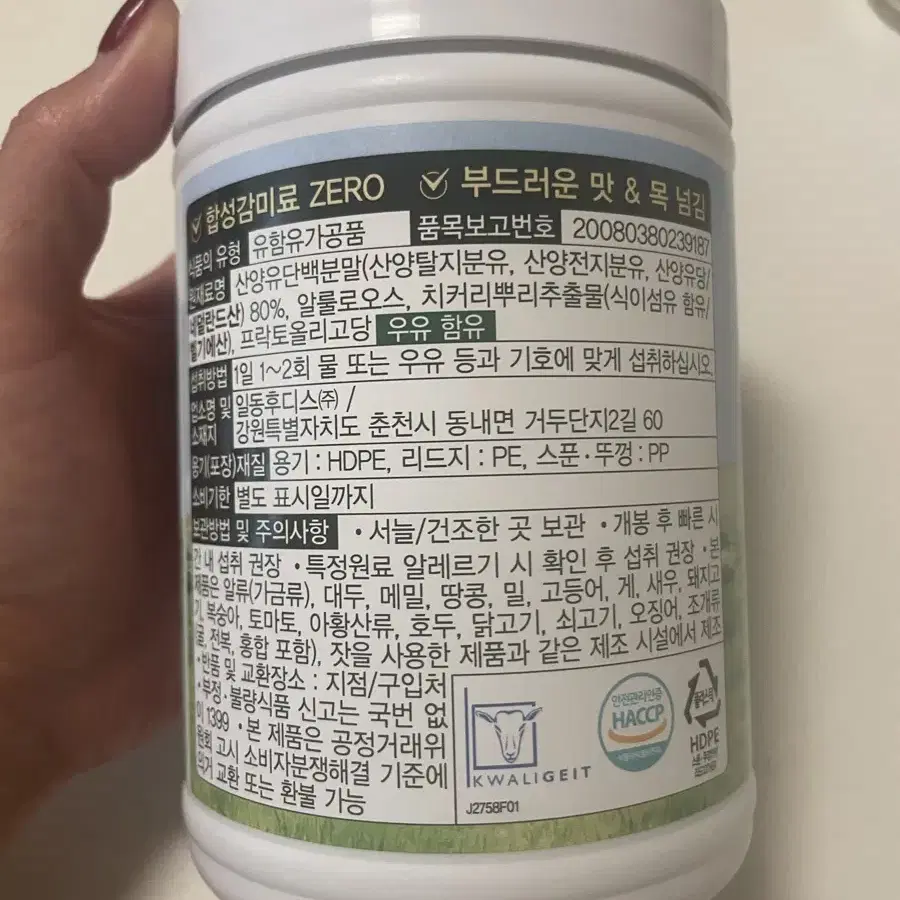 합성감미료 ZERO 부드러운 맛 & 목 넘김
식품의 유형 유함유가공품 품목보고번호 20080380239187
원재료명 산양유단백분말(산양탈지분유, 산양전지분유, 산양유당/
네덜란드산) 80%, 알룰로오스, 치커리뿌리추출물(식이섬유 함유/
벨기에산), 프락토올리고당 우유 함유
섭취방법 1일 1~2회 물 또는 우유 등과 기호에 맞게 섭취하십시오.
업소명 및 일동후디스㈜ /
소재지 강원특별자치도 춘천시 동내면 거두단지2길 60
용기(포장)재질 용기 : HDPE, 리드지 : PE, 스푼·뚜껑 : PP
소비기한 별도 표시일까지
보관방법 및 주의사항 • 서늘/건조한 곳 보관 • 개봉 후 빠른 시
간 내 섭취 권장 • 특정원료 알레르기 시 확인 후 섭취 권장 • 본
제품은 알류(가금류), 대두, 메밀, 땅콩, 밀, 고등어, 게, 새우, 돼지고
기, 복숭아, 토마토, 아황산류, 호두, 닭고기, 쇠고기, 오징어, 조개류
(굴, 전복, 홍합 포함), 잣을 사용한 제품과 같은 제조 시설에서 제조
• 반품 및 교환장소 : 지점/구입처
• 부정·불량식품 신고는 국번 없
이 1399 • 본 제품은 공정거래위
원회 고시 소비자분쟁해결 기준에
의거 교환 또는 환불 가능
KWALIGEIT
J2758F01
안전관리인증
HACCP
플라스틱
HDPE